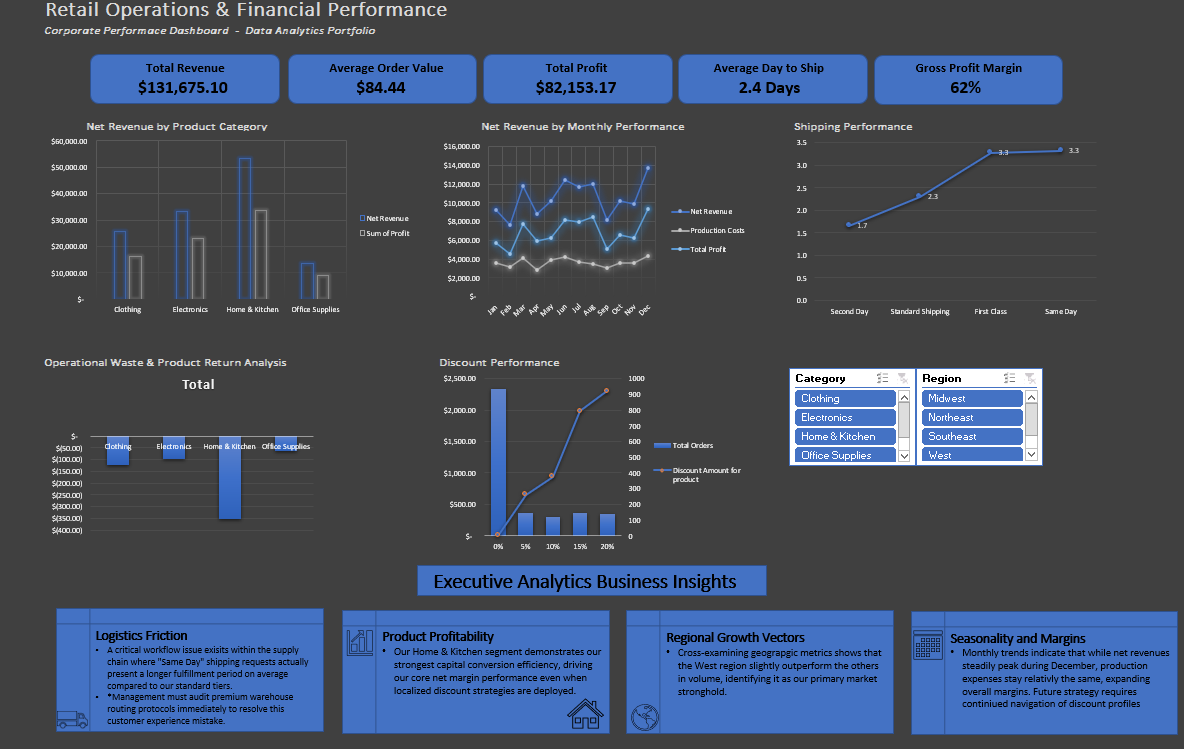 Retail Operations & Financial Performance
Corporate Performace Dashboard - Data Analytics Portfolio
Total Revenue
$131,675.10
Average Order Value
$84.44
Total Profit
$82,153.17
Average Day to Ship
2.4 Days
Gross Profit Margin
62%
Net Revenue by Product Category
$60,000.00
$50,000.00
$40,000.00
$30,000.00
$20,000.00
$10,000.00
$-
Clothing
Electronics
Home & Kitchen
Office Supplies
Net Revenue
Sum of Profit
Net Revenue by Monthly Performance
$16,000.00
$14,000.00
$12,000.00
$10,000.00
$8,000.00
$6,000.00
$4,000.00
$2,000.00
$-
Jan
Feb
Mar
Apr
May
Jun
Jul
Aug
Sep
Oct
Nov
Dec
Net Revenue
Production Costs
Total Profit
Shipping Performance
3.5
3.0
2.5
2.0
1.5
1.0
0.5
0.0
1.7
2.3
3.3
3.3
Second Day
Standard Shipping
First Class
Same Day
Operational Waste & Product Return Analysis
Total
$-
$(50.00)
$(100.00)
$(150.00)
$(200.00)
$(250.00)
$(300.00)
$(350.00)
$(400.00)
Clothing
Electronics
Home & Kitchen
Office Supplies
Discount Performance
$2,500.00
$2,000.00
$1,500.00
$1,000.00
$500.00
$-
1000
900
800
700
600
500
400
300
200
100
0
0%
5%
10%
15%
20%
Total Orders
Discount Amount for
product
Category
Clothing
Electronics
Home & Kitchen
Office Supplies
Region
Midwest
Northeast
Southeast
West
Executive Analytics Business Insights
Logistics Friction
• A critical workflow issue exisits within the supply
chain where "Same Day" shipping requests actually
present a longer fulfillment period on average
compared to our standard tiers.
• *Management must audit premium warehouse
routing protocols immediately to resolve this
customer experience mistake.
Product Profitability
• Our Home & Kitchen segment demonstrates our
strongest capital conversion efficiency, driving
our core net margin performance even when
localized discount strategies are deployed.
Regional Growth Vectors
• Cross-examining geograpgic metrics shows that
the West region slightly outperform the others
in volume, identifying it as our primary market
stronghold.
Seasonality and Margins
• Monthly trends indicate that while net revenues
steadily peak during December, production
expenses stay relativly the same, expanding
overall margins. Future strategy requires
continiued navigation of discount profiles